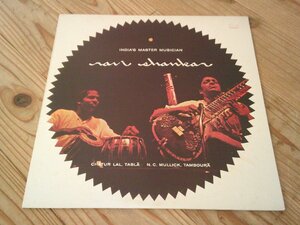 INDIA'S MASTER MUSICIAN
ravi shankar
CHATUR LAL, TABLA
N. C. MULLICK, TAMBOURA